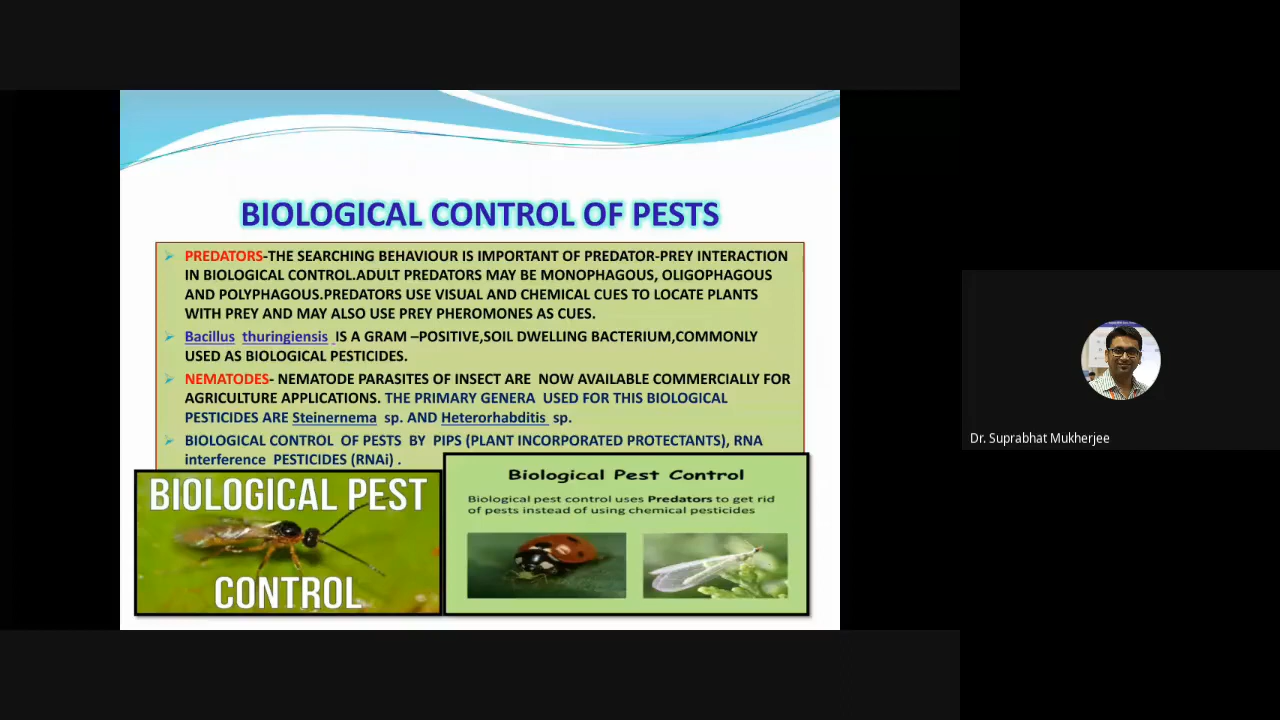 BIOLOGICAL CONTROL OF PESTS
PREDATORS-THE SEARCHING BEHAVIOUR IS IMPORTANT OF PREDATOR-PREY INTERACTION
IN BIOLOGICAL CONTROL.ADULT PREDATORS MAY BE MONOPHAGOUS, OLIGOPHAGOUS
AND POLYPHAGOUS.PREDATORS USE VISUAL AND CHEMICAL CUES TO LOCATE PLANTS
WITH PREY AND MAY ALSO USE PREY PHEROMONES AS CUES.
Bacillus thuringiensis IS A GRAM –POSITIVE,SOIL DWELLING BACTERIUM,COMMONLY
USED AS BIOLOGICAL PESTICIDES.
NEMATODES- NEMATODE PARASITES OF INSECT ARE NOW AVAILABLE COMMERCIALLY FOR
AGRICULTURE APPLICATIONS. THE PRIMARY GENERA USED FOR THIS BIOLOGICAL
PESTICIDES ARE Steinernema sp. AND Heterorhabditis sp.
BIOLOGICAL CONTROL OF PESTS BY PIPS (PLANT INCORPORATED PROTECTANTS), RNA
interference PESTICIDES (RNAi) .
BIOLOGICAL PEST
CONTROL
Biological Pest Control
Biological pest control uses Predators to get rid
of pests instead of using chemical pesticides
Dr. Suprabhat Mukherjee